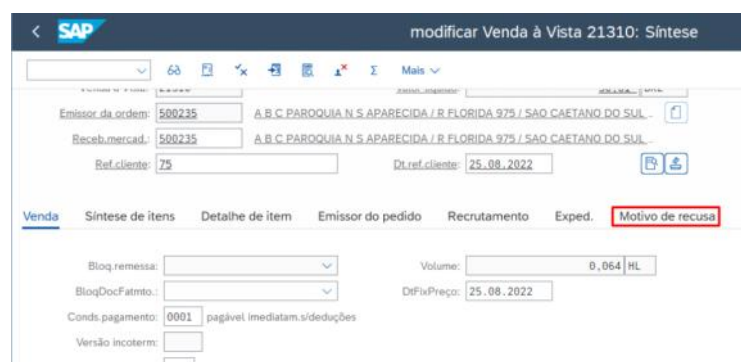 SAP modificar Venda à Vista 21310: Síntese
Mais
Emissor da ordem: 500235 A B C PAROQUIA N S APARECIDA / R FLORIDA 975 / SAO CAETANO DO SUL...
Receb.mercad.: 500235 A B C PAROQUIA N S APARECIDA / R FLORIDA 975 / SAO CAETANO DO SUL...
Ref.cliente: 75 Dt.ref.cliente: 25.08.2022
Venda Síntese de itens Detalhe de item Emissor do pedido Recrutamento Exped. Motivo de recusa
Bloq.remessa: Volume: 0,064 HL
BloqDocFatmto.: DtFixPreço: 25.08.2022
Conds.pagamento: 0001 pagável imediatam.s/deduções
Versão incoterm: